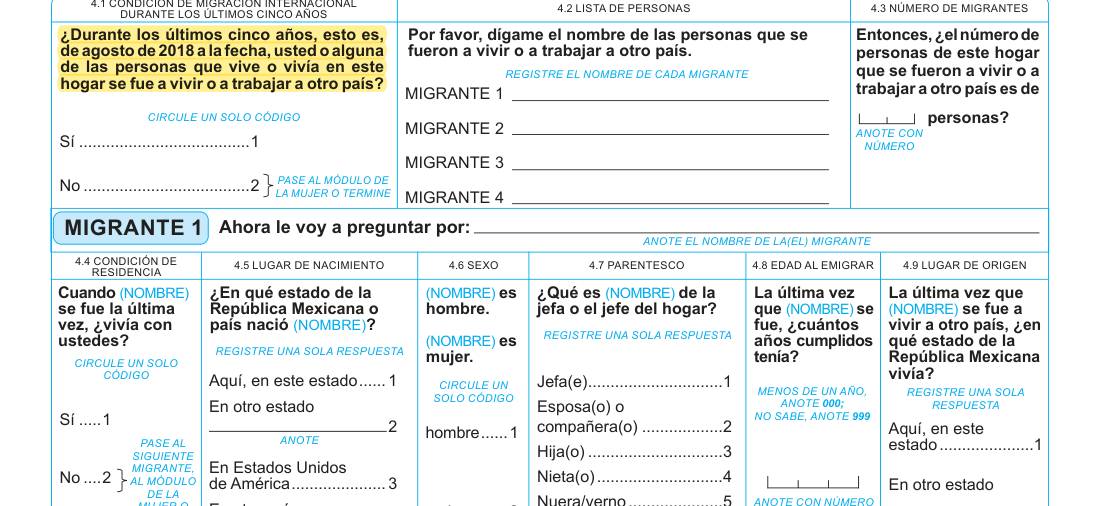 4.1 CONDICIÓN DE MIGRACIÓN INTERNACIONAL
DURANTE LOS ÚLTIMOS CINCO AÑOS
¿Durante los últimos cinco años, esto es,
de agosto de 2018 a la fecha, usted o alguna
de las personas que vive o vivía en este
hogar se fue a vivir o a trabajar a otro país?
CIRCULE UN SOLO CÓDIGO
Sí ..................................1
No ..................................2
PASE AL MÓDULO DE
LA MUJER O TERMINE
4.2 LISTA DE PERSONAS
Por favor, dígame el nombre de las personas que se
fueron a vivir o a trabajar a otro país.
REGISTRE EL NOMBRE DE CADA MIGRANTE
MIGRANTE 1
MIGRANTE 2
MIGRANTE 3
MIGRANTE 4
4.3 NÚMERO DE MIGRANTES
Entonces, ¿el número de
personas de este hogar
que se fueron a vivir o a
trabajar a otro país es de
personas?
ANOTE CON
NÚMERO
MIGRANTE 1 Ahora le voy a preguntar por:
ANOTE EL NOMBRE DE LA(EL) MIGRANTE
4.4 CONDICIÓN DE
RESIDENCIA
Cuando (NOMBRE)
se fue la última
vez, ¿vivía con
ustedes?
CIRCULE UN SOLO
CÓDIGO
Sí .....1
No ....2
PASE AL
SIGUIENTE
MIGRANTE,
AL MÓDULO
DE LA
MUJER O
4.5 LUGAR DE NACIMIENTO
¿En qué estado de la
República Mexicana o
país nació (NOMBRE)?
REGISTRE UNA SOLA RESPUESTA
Aquí, en este estado...... 1
En otro estado
2
ANOTE
En Estados Unidos
de América..................... 3
4.6 SEXO
(NOMBRE) es
hombre.
(NOMBRE) es
mujer.
CIRCULE UN
SOLO CÓDIGO
hombre...... 1
4.7 PARENTESCO
¿Qué es (NOMBRE) de la
jefa o el jefe del hogar?
REGISTRE UNA SOLA RESPUESTA
Jefa(e)...........................1
Esposa(o) o
compañera(o) ................2
Hija(o) ...........................3
Nieta(o) .........................4
Nuera/yerno ..................5
4.8 EDAD AL EMIGRAR
La última vez
que (NOMBRE) se
fue, ¿cuántos
años cumplidos
tenía?
MENOS DE UN AÑO,
ANOTE 000;
NO SABE, ANOTE 999
ANOTE CON NÚMERO
4.9 LUGAR DE ORIGEN
La última vez que
(NOMBRE) se fue a
vivir a otro país, ¿en
qué estado de la
República Mexicana
vivía?
REGISTRE UNA SOLA
RESPUESTA
Aquí, en este
estado...................1
En otro estado